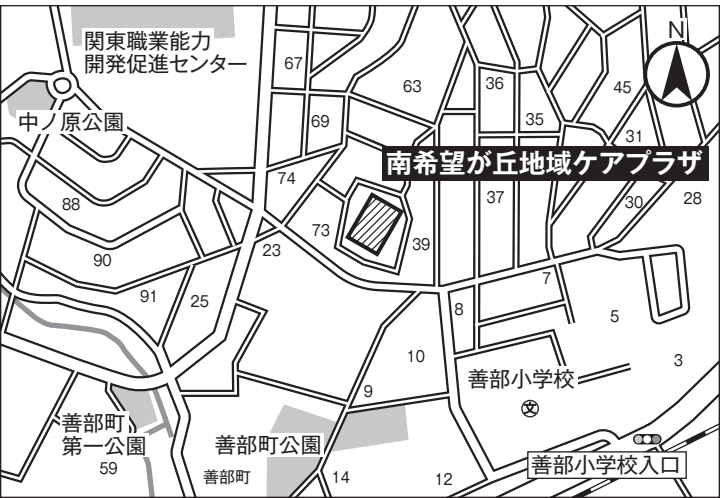 関東職業能力
開発促進センター
N
67
63
36
45
中ノ原公園
69
35
31
南希望が丘地域ケアプラザ
74
88
37
30
28
73
39
23
90
7
91
25
8
5
10
3
善部小学校
9
文
善部町
第一公園
59
善部町公園
善部町
14
12
善部小学校入口